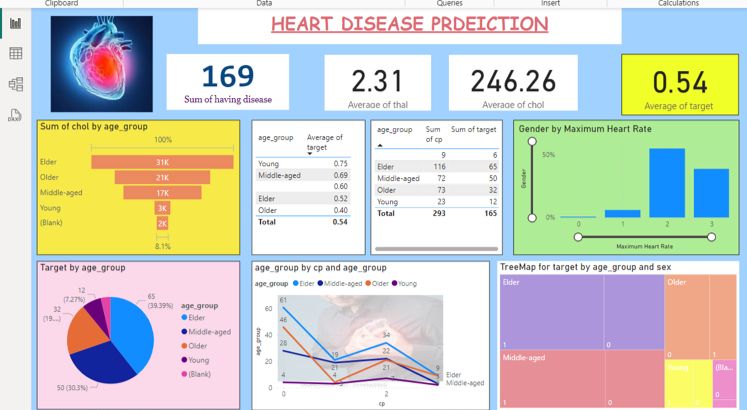 Clipboard Data Queries Insert Calculations
HEART DISEASE PRDEICTION
169
Sum of having disease
2.31
Average of thal
246.26
Average of chol
0.54
Average of target
Sum of chol by age_group
100%
Elder 31K
Older 21K
Middle-aged 17K
Young 3K
(Blank) 2K
8.1%
age_group Average of target
Young 0.75
Middle-aged 0.69
0.60
Elder 0.52
Older 0.40
Total 0.54
age_group Sum of cp Sum of target
9 6
Elder 116 65
Middle-aged 72 50
Older 73 32
Young 23 12
Total 293 165
Gender by Maximum Heart Rate
Gender
50%
0%
0 1 2 3
Maximum Heart Rate
Target by age_group
12
(7.27%)
32
(19....)
65
(39.39%)
50 (30.3%)
age_group
Elder
Middle-aged
Older
Young
(Blank)
age_group by cp and age_group
age_group Elder Middle-aged Older Young
age_group
60
40
20
0
61
46
28
19
21
4
34
22
21
9
Elder
Middle-aged
0 2
cp
TreeMap for target by age_group and sex
Elder
1 0
Middle-aged
1 0
Older
0 1
Young
0
(Bla...